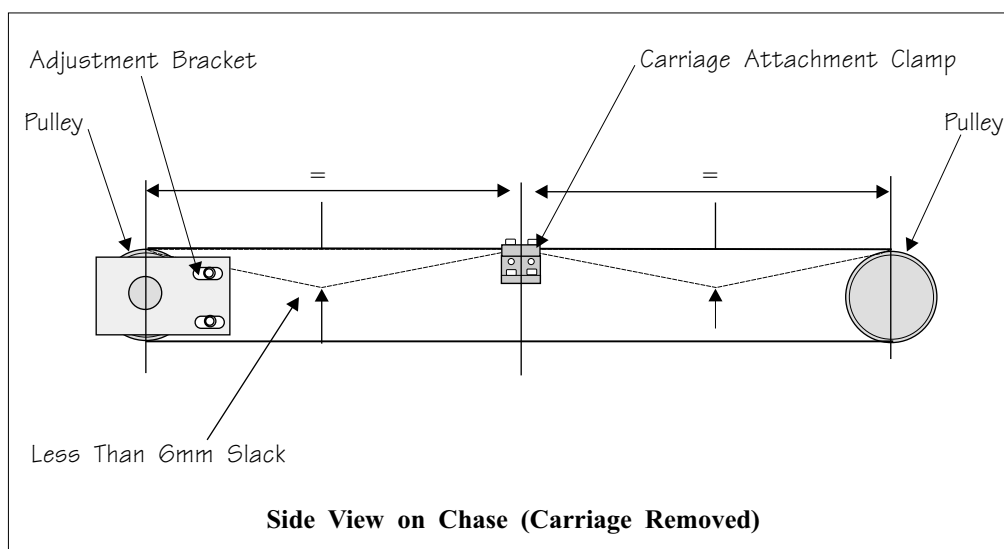 Adjustment Bracket
Carriage Attachment Clamp
Pulley
Pulley
=
=
Less Than 6mm Slack
Side View on Chase (Carriage Removed)